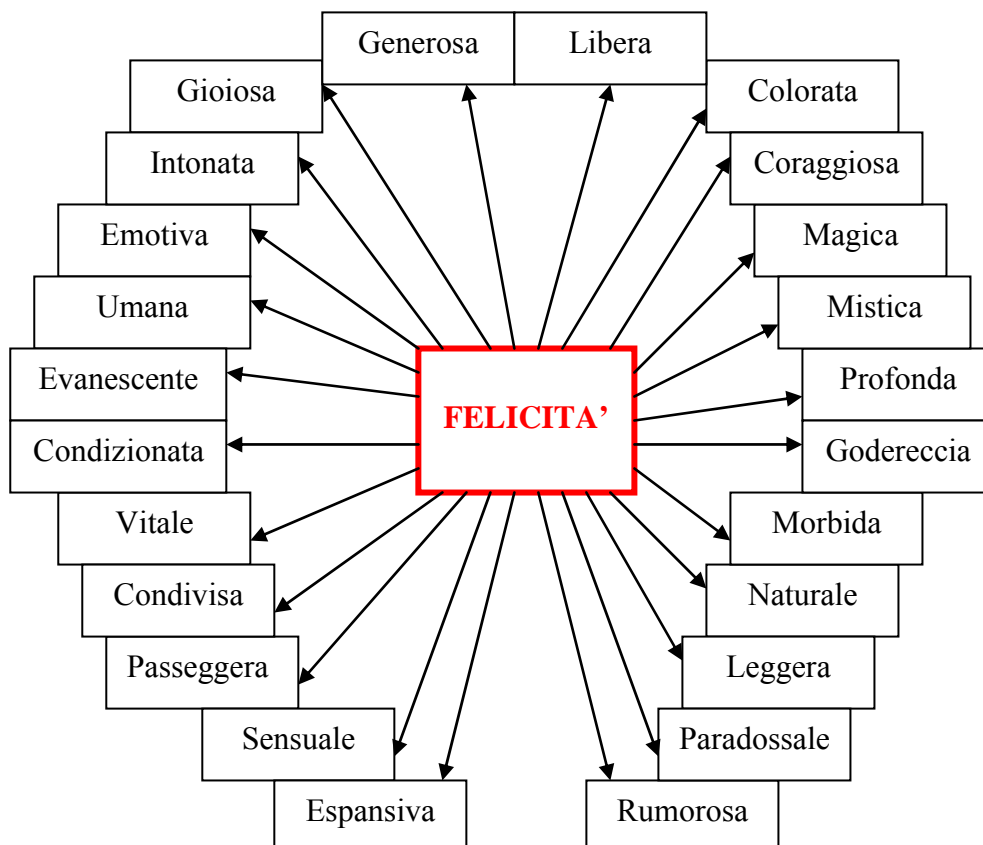 Generosa
Libera
Gioiosa
Colorata
Intonata
Coraggiosa
Emotiva
Magica
Umana
Mistica
Evanescente
Profonda
FELICITA’
Condizionata
Godereccia
Vitale
Morbida
Condivisa
Naturale
Passeggera
Leggera
Sensuale
Paradossale
Espansiva
Rumorosa